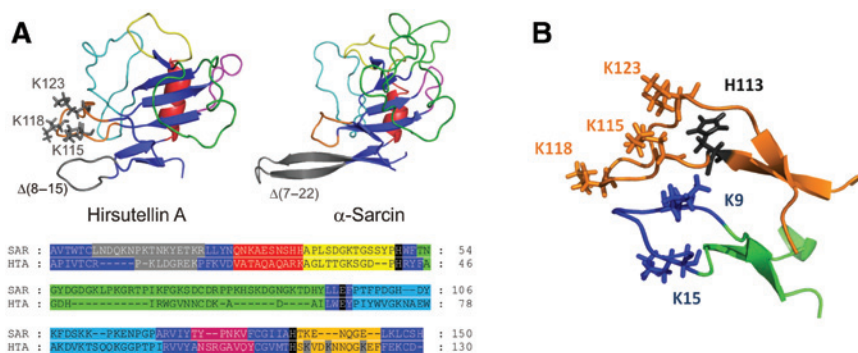 A
B
K123
K118
K115
Δ(8–15)
Hirsutellin A
Δ(7–22)
α-Sarcin
SAR : AVTWTCLNDQKNPKTNKYETKRLLYNQNKAESNSHHAPLSDGKTGSSYPHWFTN : 54
HTA : APIVTCR-----P-KLDGREKPFKVDVATAQAQARKAGLTTGKSGD--PHRYFA : 46
SAR : GYDGDGKLPKGRTPIKFGKSDCDRPPKHSKDGNGKTDHYLLEFPTFPDGH--DY : 106
HTA : GDH-----------IRWGVNNCDK-A--------D--AILWEYPIYWVGKNAEW : 78
SAR : KFDSKK--PKENPGPARVIYTY--PNKVFCGIIAHTKE---NQGE--LKLCSH : 150
HTA : AKDVKTSQQKGGPTPIRVVYANSRGAVQYCGVMTHSKVDKNNQGKEFFEKCD- : 130
K123
H113
K115
K118
K9
K15